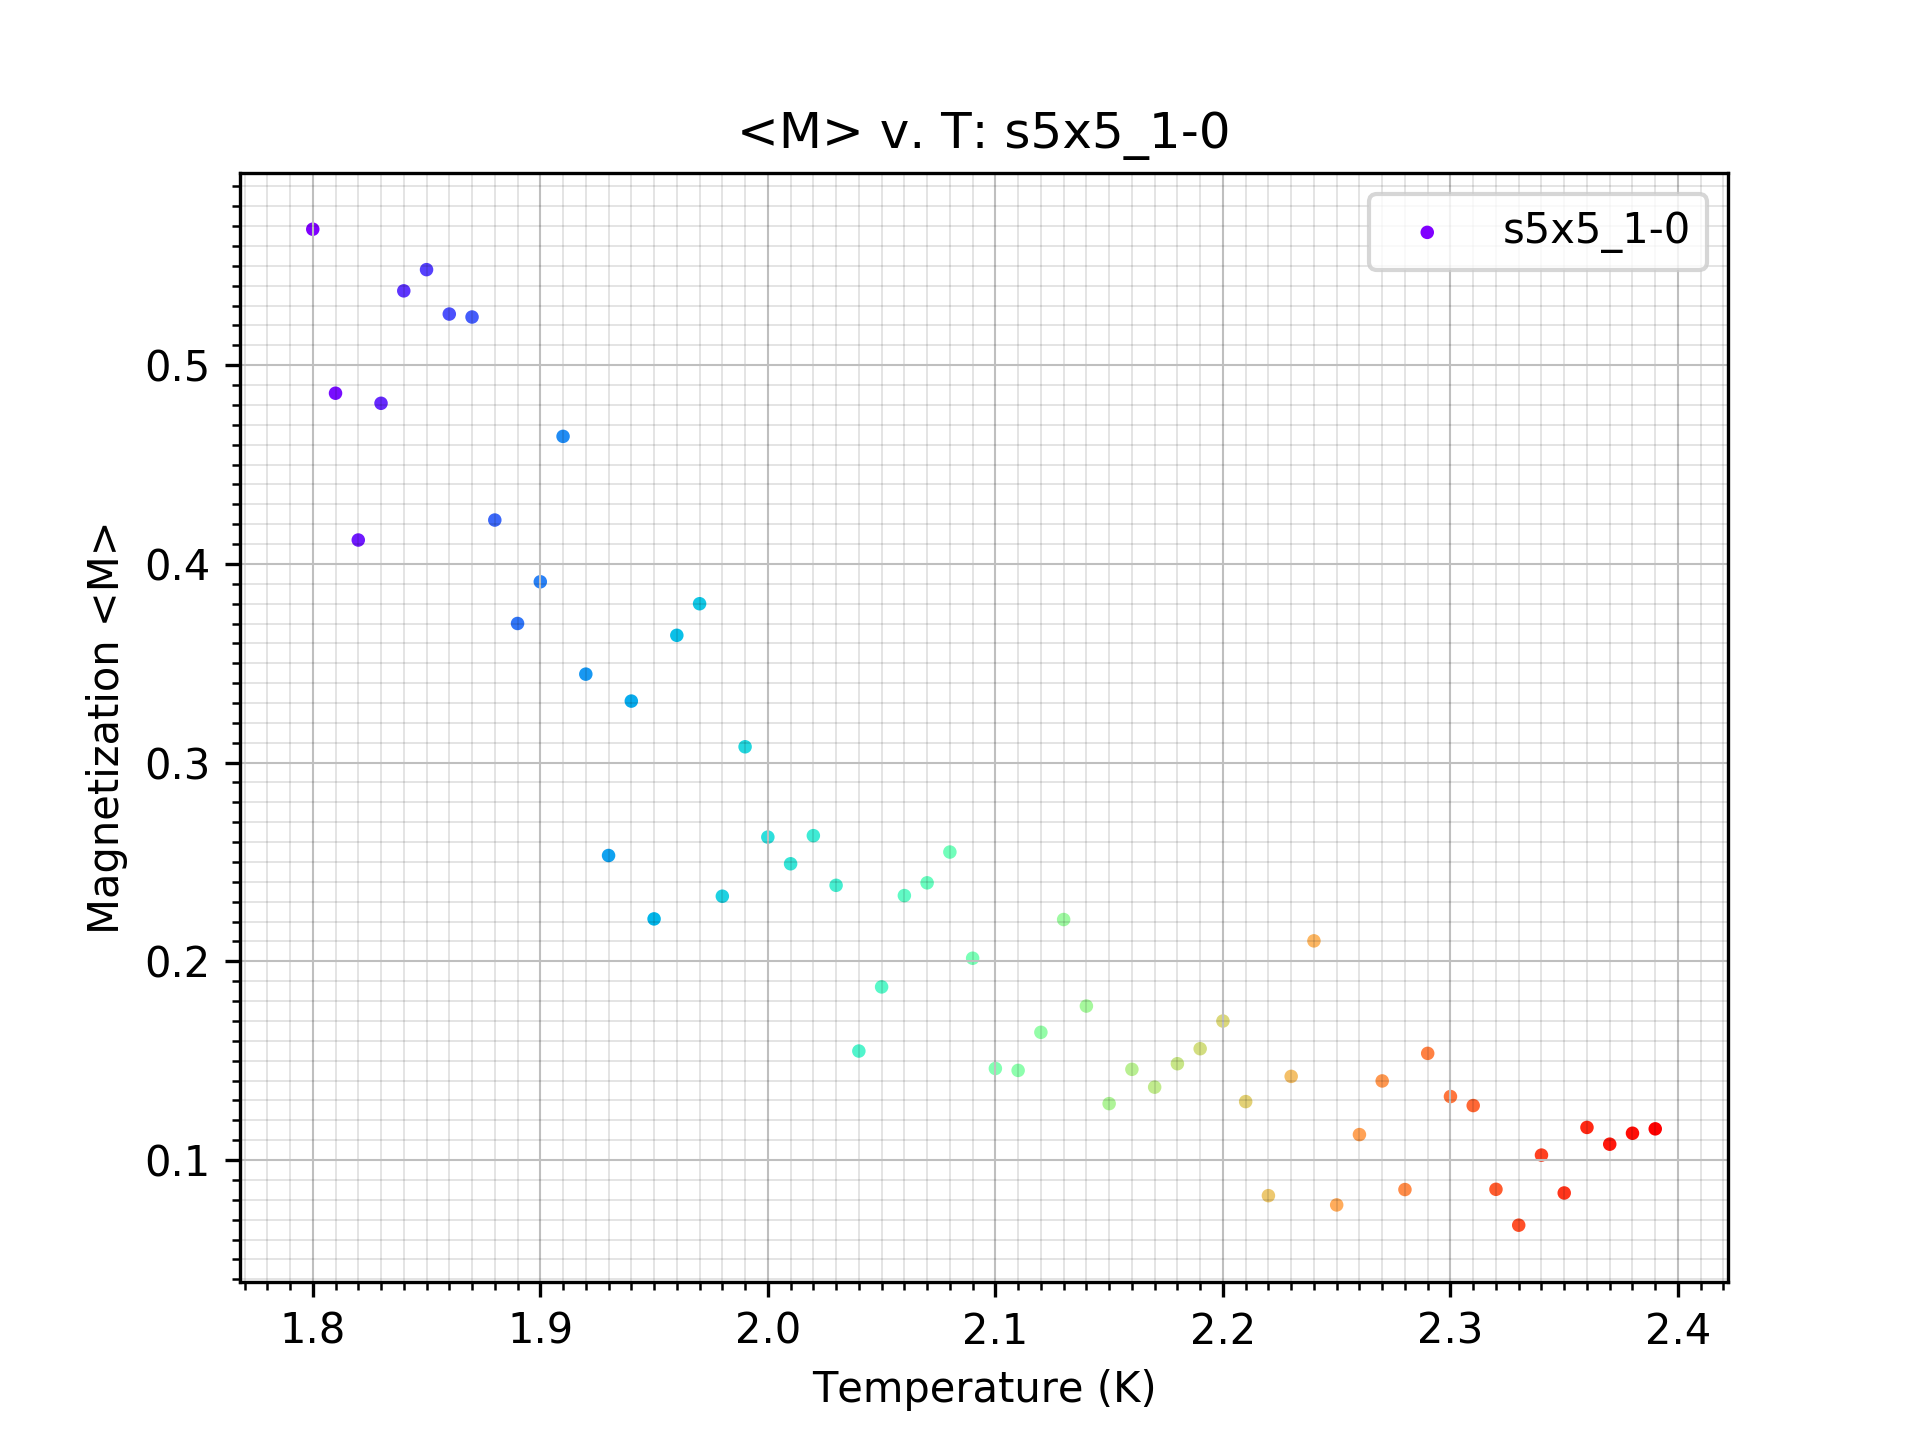 <M> v. T: s5x5_1-0
s5x5_1-0
Magnetization <M>
0.5
0.4
0.3
0.2
0.1
1.8 1.9 2.0 2.1 2.2 2.3 2.4
Temperature (K)